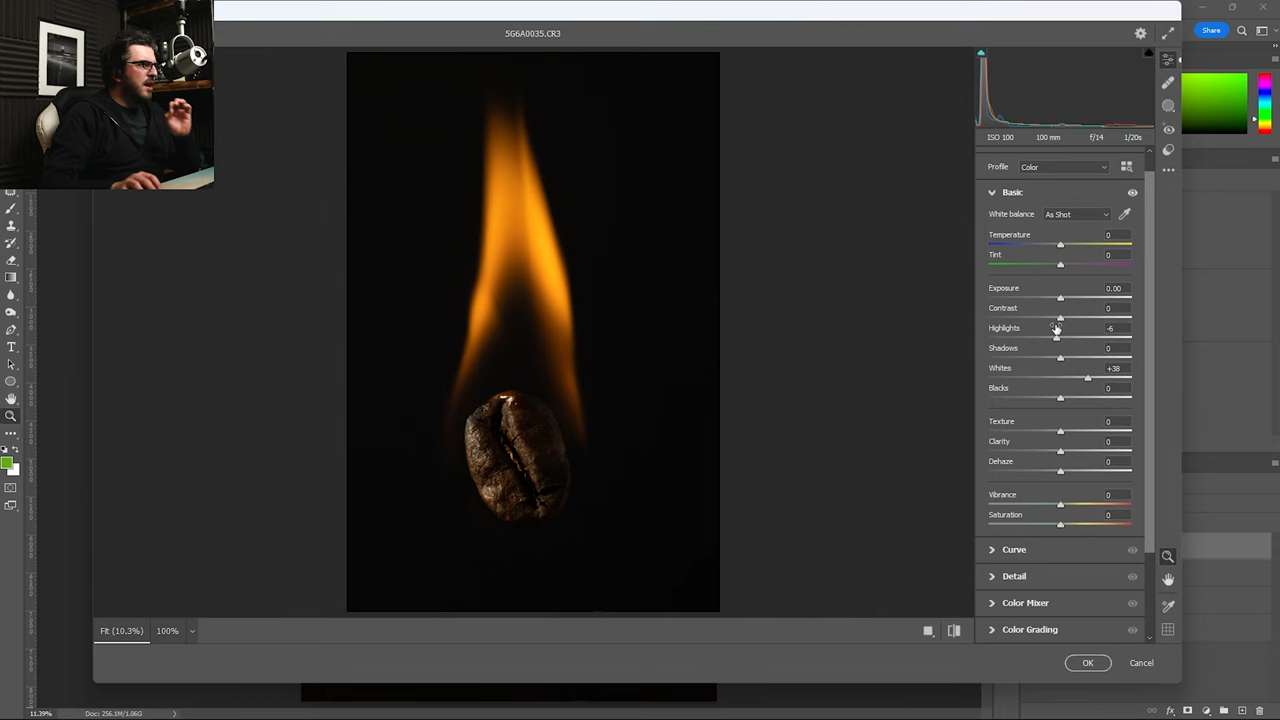 5G6A0035.CR3
Share
ISO 100 100 mm f/14 1/20s
Profile Color
Basic
White balance As Shot
Temperature 0
Tint 0
Exposure 0.00
Contrast 0
Highlights -6
Shadows 0
Whites +38
Blacks 0
Texture 0
Clarity 0
Dehaze 0
Vibrance 0
Saturation 0
Curve
Detail
Color Mixer
Color Grading
Fit (10.3%) 100%
OK Cancel
11.39% Doc: 256.1M/1.06G